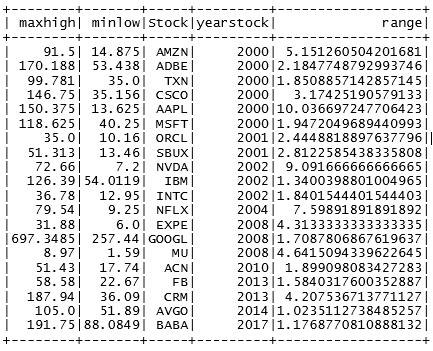 +--------+-------+-----+---------+------------------+
| maxhigh| minlow|Stock|yearstock|             range|
+--------+-------+-----+---------+------------------+
|    91.5| 14.875| AMZN|     2000| 5.151260504201681|
| 170.188| 53.438| ADBE|     2000|2.1847748792993746|
|  99.781|   35.0|  TXN|     2000|1.8508857142857145|
|  146.75| 35.156| CSCO|     2000|  3.17425190579133|
| 150.375| 13.625| AAPL|     2000|10.036697247706423|
| 118.625|  40.25| MSFT|     2000|1.9472049689440993|
|    35.0|  10.16| ORCL|     2001|2.4448818897637796|
|  51.313|  13.46| SBUX|     2001|2.8122585438335808|
|   72.66|    7.2| NVDA|     2002| 9.091666666666665|
|  126.39|54.0119|  IBM|     2002|1.3400398801004965|
|   36.78|  12.95| INTC|     2002|1.8401544401544403|
|   79.54|   9.25| NFLX|     2004|  7.59891891891892|
|   31.88|    6.0| EXPE|     2008|4.3133333333333335|
|697.3485| 257.44|GOOGL|     2008|1.7087806867619637|
|    8.97|   1.59|   MU|     2008|4.6415094339622645|
|   51.43|  17.74|  ACN|     2010| 1.899098083427283|
|   58.58|  22.67|   FB|     2013|1.5840317600352887|
|  187.94|  36.09|  CRM|     2013| 4.207536713771127|
|   105.0|  51.89| AVGO|     2014|1.0235112738485257|
|  191.75|88.0849| BABA|     2017|1.1768770810888132|
+--------+-------+-----+---------+------------------+